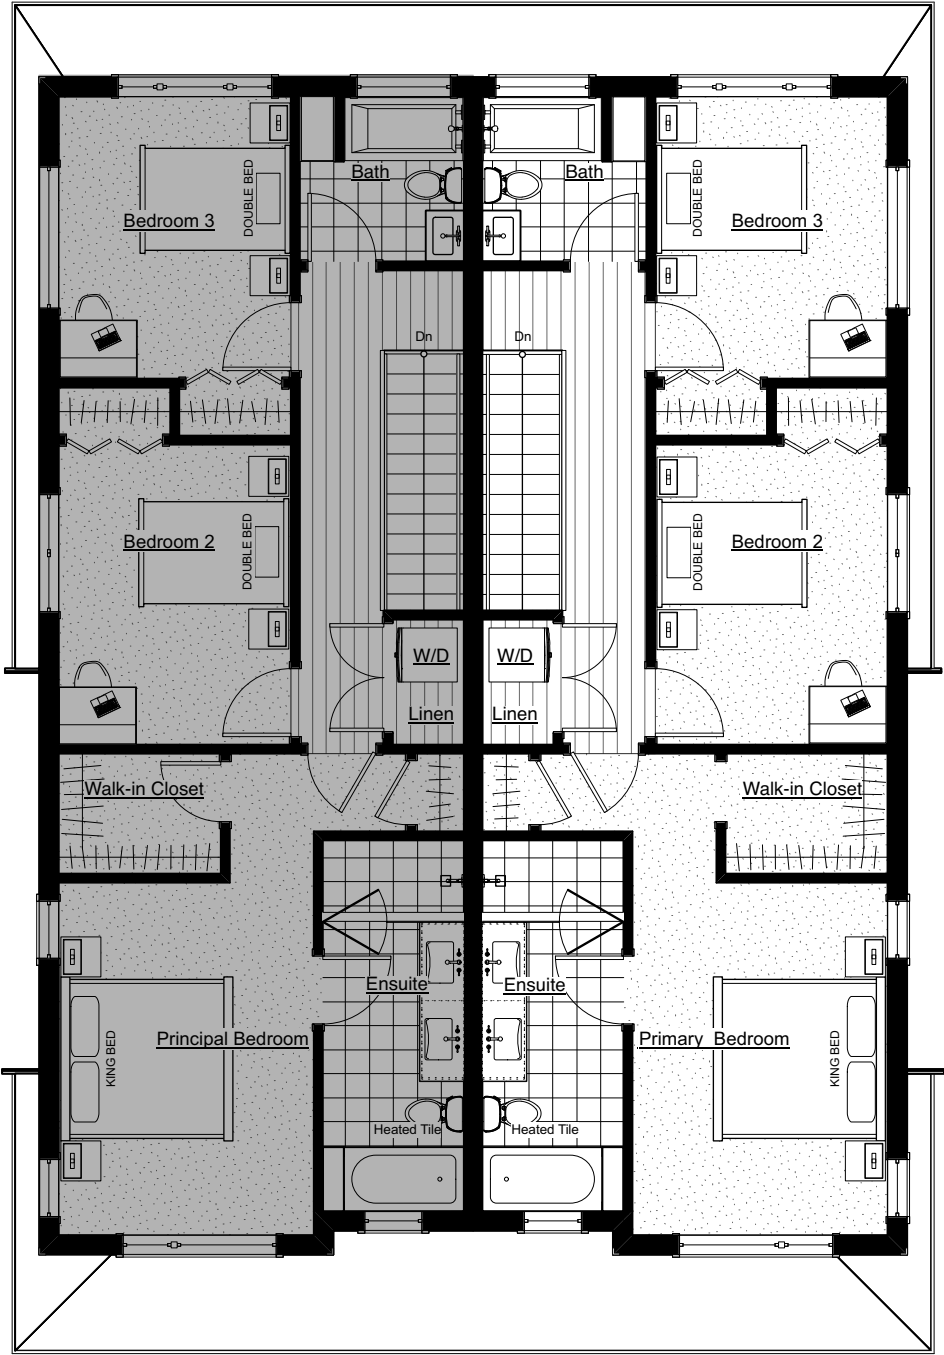 Bath
Bath
DOUBLE BED
DOUBLE BED
Bedroom 3
Bedroom 3
Dn
Dn
DOUBLE BED
DOUBLE BED
Bedroom 2
Bedroom 2
W/D
W/D
Linen
Linen
Walk-in Closet
Walk-in Closet
Ensuite
Ensuite
Principal Bedroom
Primary Bedroom
KING BED
KING BED
Heated Tile
Heated Tile